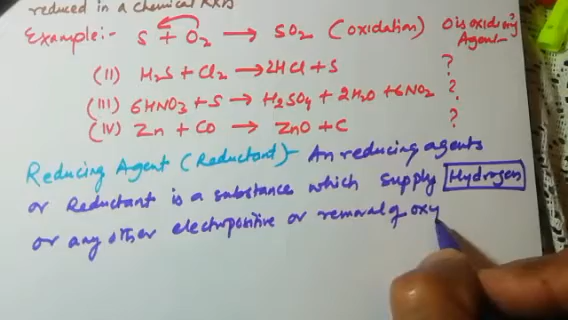 reduced in a chemical rxns
Example:- S + O2 → SO2 (oxidation) O is oxidising Agent
(II) H2S + Cl2 → 2HCl + S ?
(III) 6HNO3 + S → H2SO4 + 2H2O + 6NO2 ?
(IV) Zn + CO → ZnO + C ?
Reducing Agent (Reductant)- An reducing agents
or Reductant is a substance which supply Hydrogen
or any other electropositive or removal of oxy